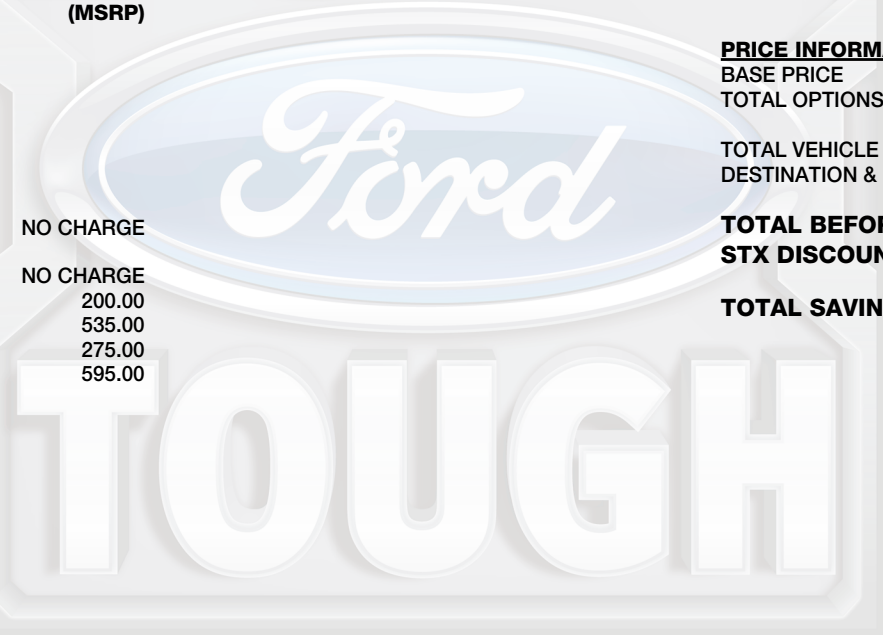 (MSRP)
NO CHARGE
NO CHARGE
200.00
535.00
275.00
595.00
PRICE INFORM
BASE PRICE
TOTAL OPTIONS
TOTAL VEHICLE
DESTINATION &
TOTAL BEFOR
STX DISCOUN
TOTAL SAVIN
Ford
TOUGH